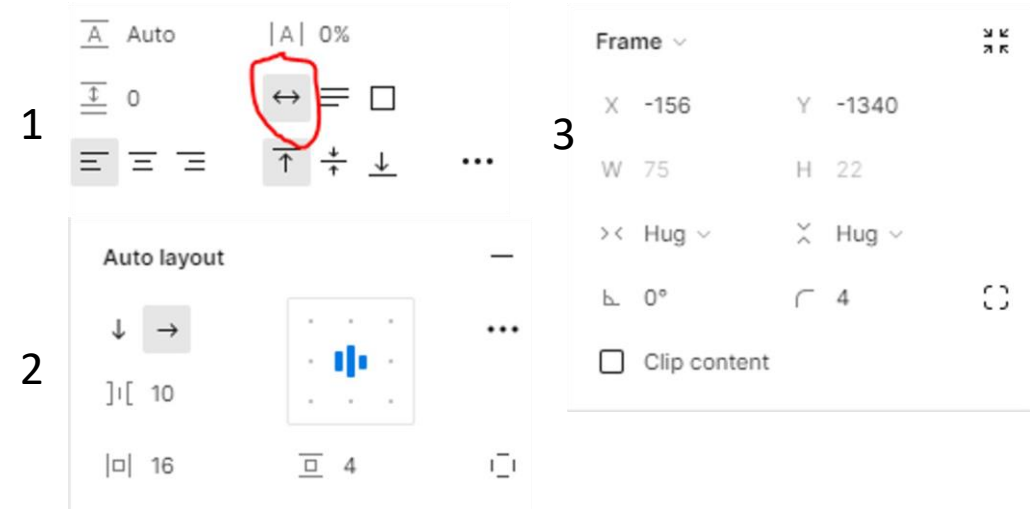 1
A Auto |A| 0%
0
2
Auto layout
10
16 4
3
Frame
X -156 Y -1340
W 75 H 22
Hug Hug
0° 4
Clip content